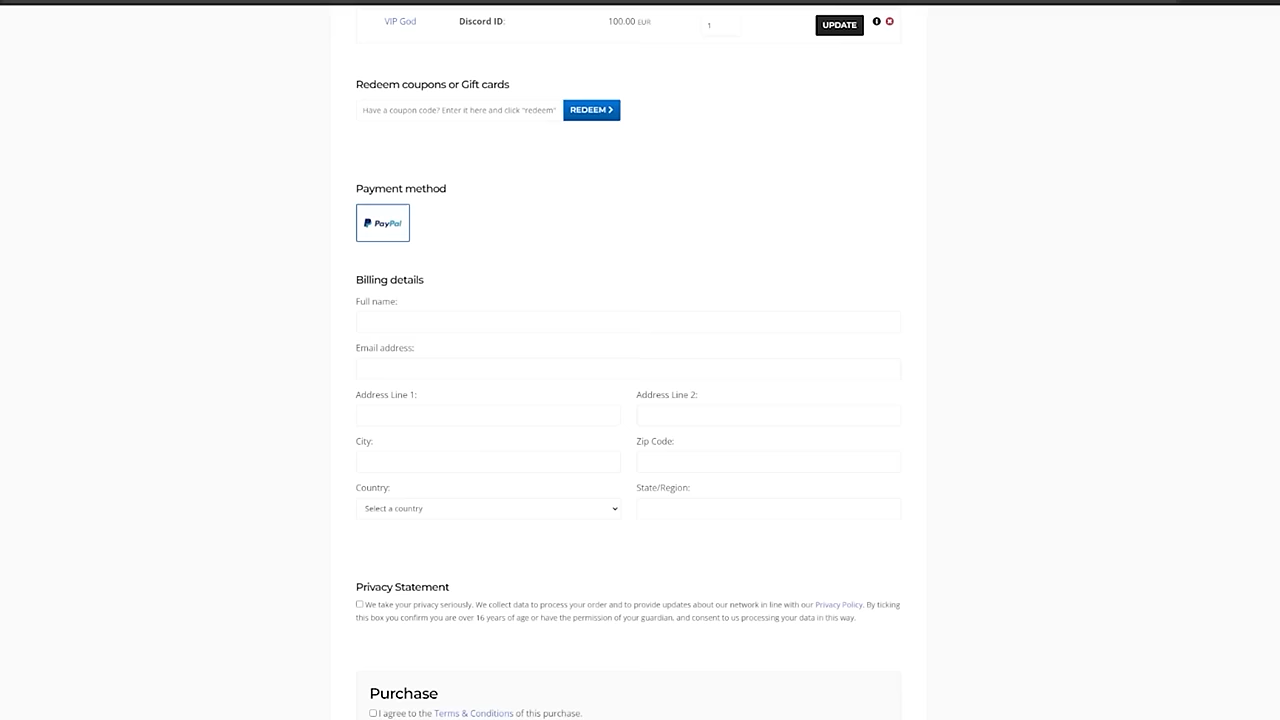 VIP God Discord ID: 100.00 EUR 1 UPDATE
Redeem coupons or Gift cards
Have a coupon code? Enter it here and click "redeem" REDEEM
Payment method
PayPal
Billing details
Full name:
Email address:
Address Line 1: Address Line 2:
City: Zip Code:
Country: State/Region:
Select a country
Privacy Statement
We take your privacy seriously. We collect data to process your order and to provide updates about our network in line with our Privacy Policy. By ticking
this box you confirm you are over 16 years of age or have the permission of your guardian, and consent to us processing your data in this way.
Purchase
I agree to the Terms & Conditions of this purchase.